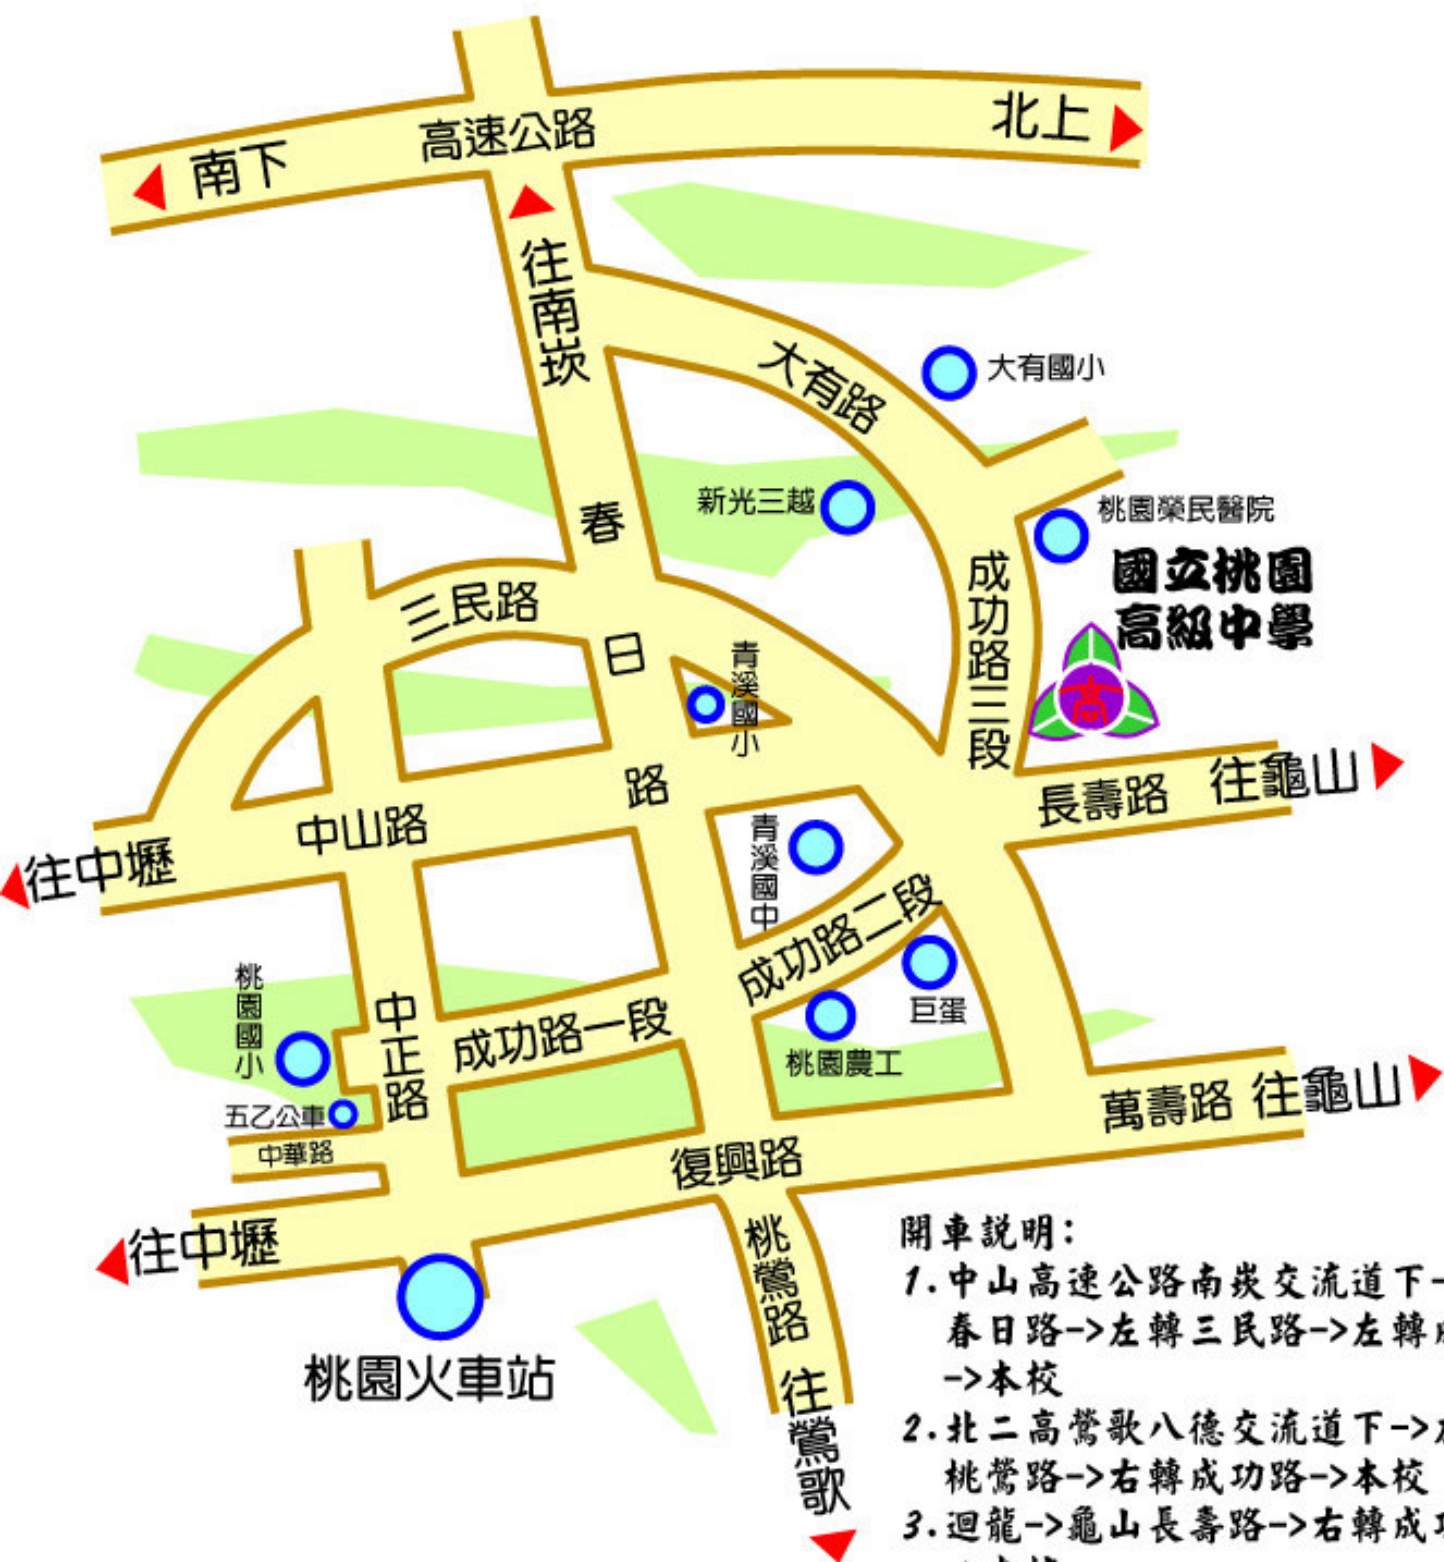 高速公路
北上
南下
往南崁
大有路
大有國小
新光三越
桃園榮民醫院
國立桃園
高級中學
高
春日路
三民路
成功路三段
青溪國小
長壽路 往龜山
中山路
往中壢
青溪國中
成功路二段
巨蛋
桃園農工
桃園國小
中正路
成功路一段
五乙公車
中華路
萬壽路 往龜山
復興路
往中壢
桃園火車站
桃鶯路 往鶯歌
開車説明:
1.中山高速公路南崁交流道下-
春日路->左轉三民路->左轉
->本校
2.北二高鶯歌八德交流道下->
桃鶯路->右轉成功路->本校
3.迴龍->龜山長壽路->右轉成